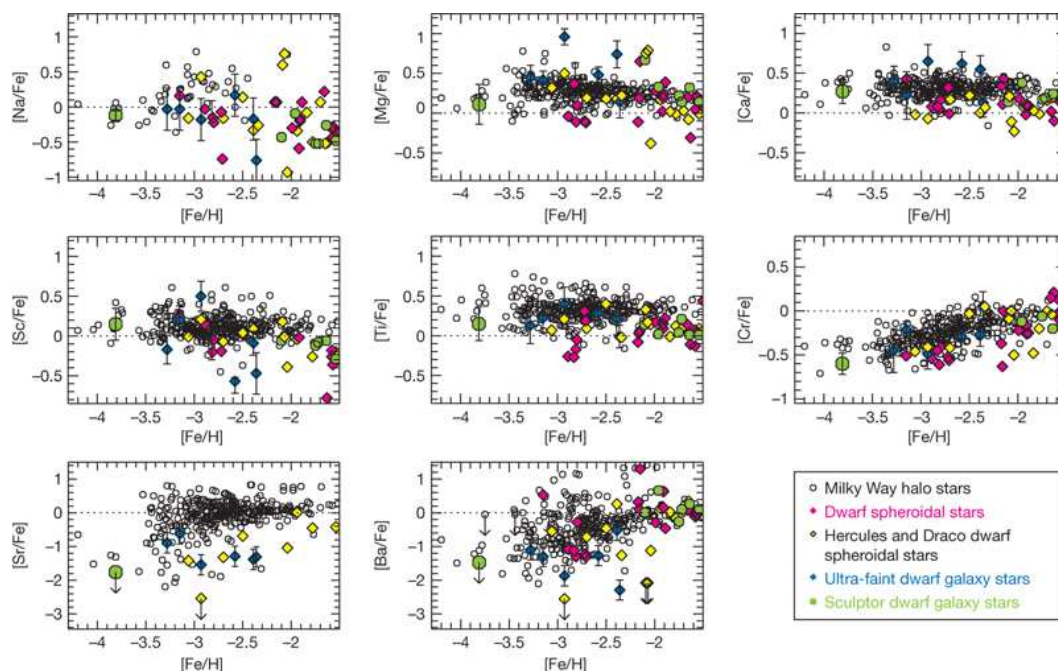 [Na/Fe]
1
0.5
0
−0.5
−1
−4 −3.5 −3 −2.5 −2
[Fe/H]
[Mg/Fe]
1
0.5
0
−0.5
−4 −3.5 −3 −2.5 −2
[Fe/H]
[Ca/Fe]
1
0.5
0
−0.5
−4 −3.5 −3 −2.5 −2
[Fe/H]
[Sc/Fe]
1
0.5
0
−0.5
−4 −3.5 −3 −2.5 −2
[Fe/H]
[Ti/Fe]
1
0.5
0
−0.5
−4 −3.5 −3 −2.5 −2
[Fe/H]
[Cr/Fe]
0.5
0
−0.5
−1
−4 −3.5 −3 −2.5 −2
[Fe/H]
[Sr/Fe]
1
0
−1
−2
−3
−4 −3.5 −3 −2.5 −2
[Fe/H]
[Ba/Fe]
1
0
−1
−2
−3
−4 −3.5 −3 −2.5 −2
[Fe/H]
Milky Way halo stars
Dwarf spheroidal stars
Hercules and Draco dwarf
spheroidal stars
Ultra-faint dwarf galaxy stars
Sculptor dwarf galaxy stars